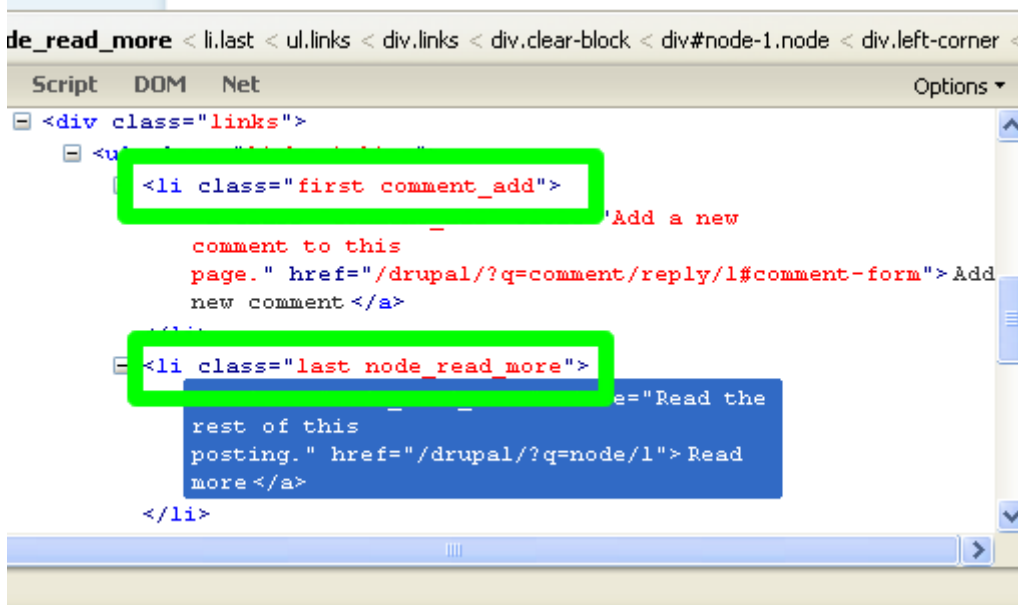 de_read_more < li.last < ul.links < div.links < div.clear-block < div#node-1.node < div.left-corner <
Script DOM Net Options
<div class="links">
<li class="first comment_add">
"Add a new
comment to this
page." href="/drupal/?q=comment/reply/1#comment-form">Add
new comment</a>
<li class="last node_read_more">
e="Read the
rest of this
posting." href="/drupal/?q=node/1">Read
more</a>
</li>